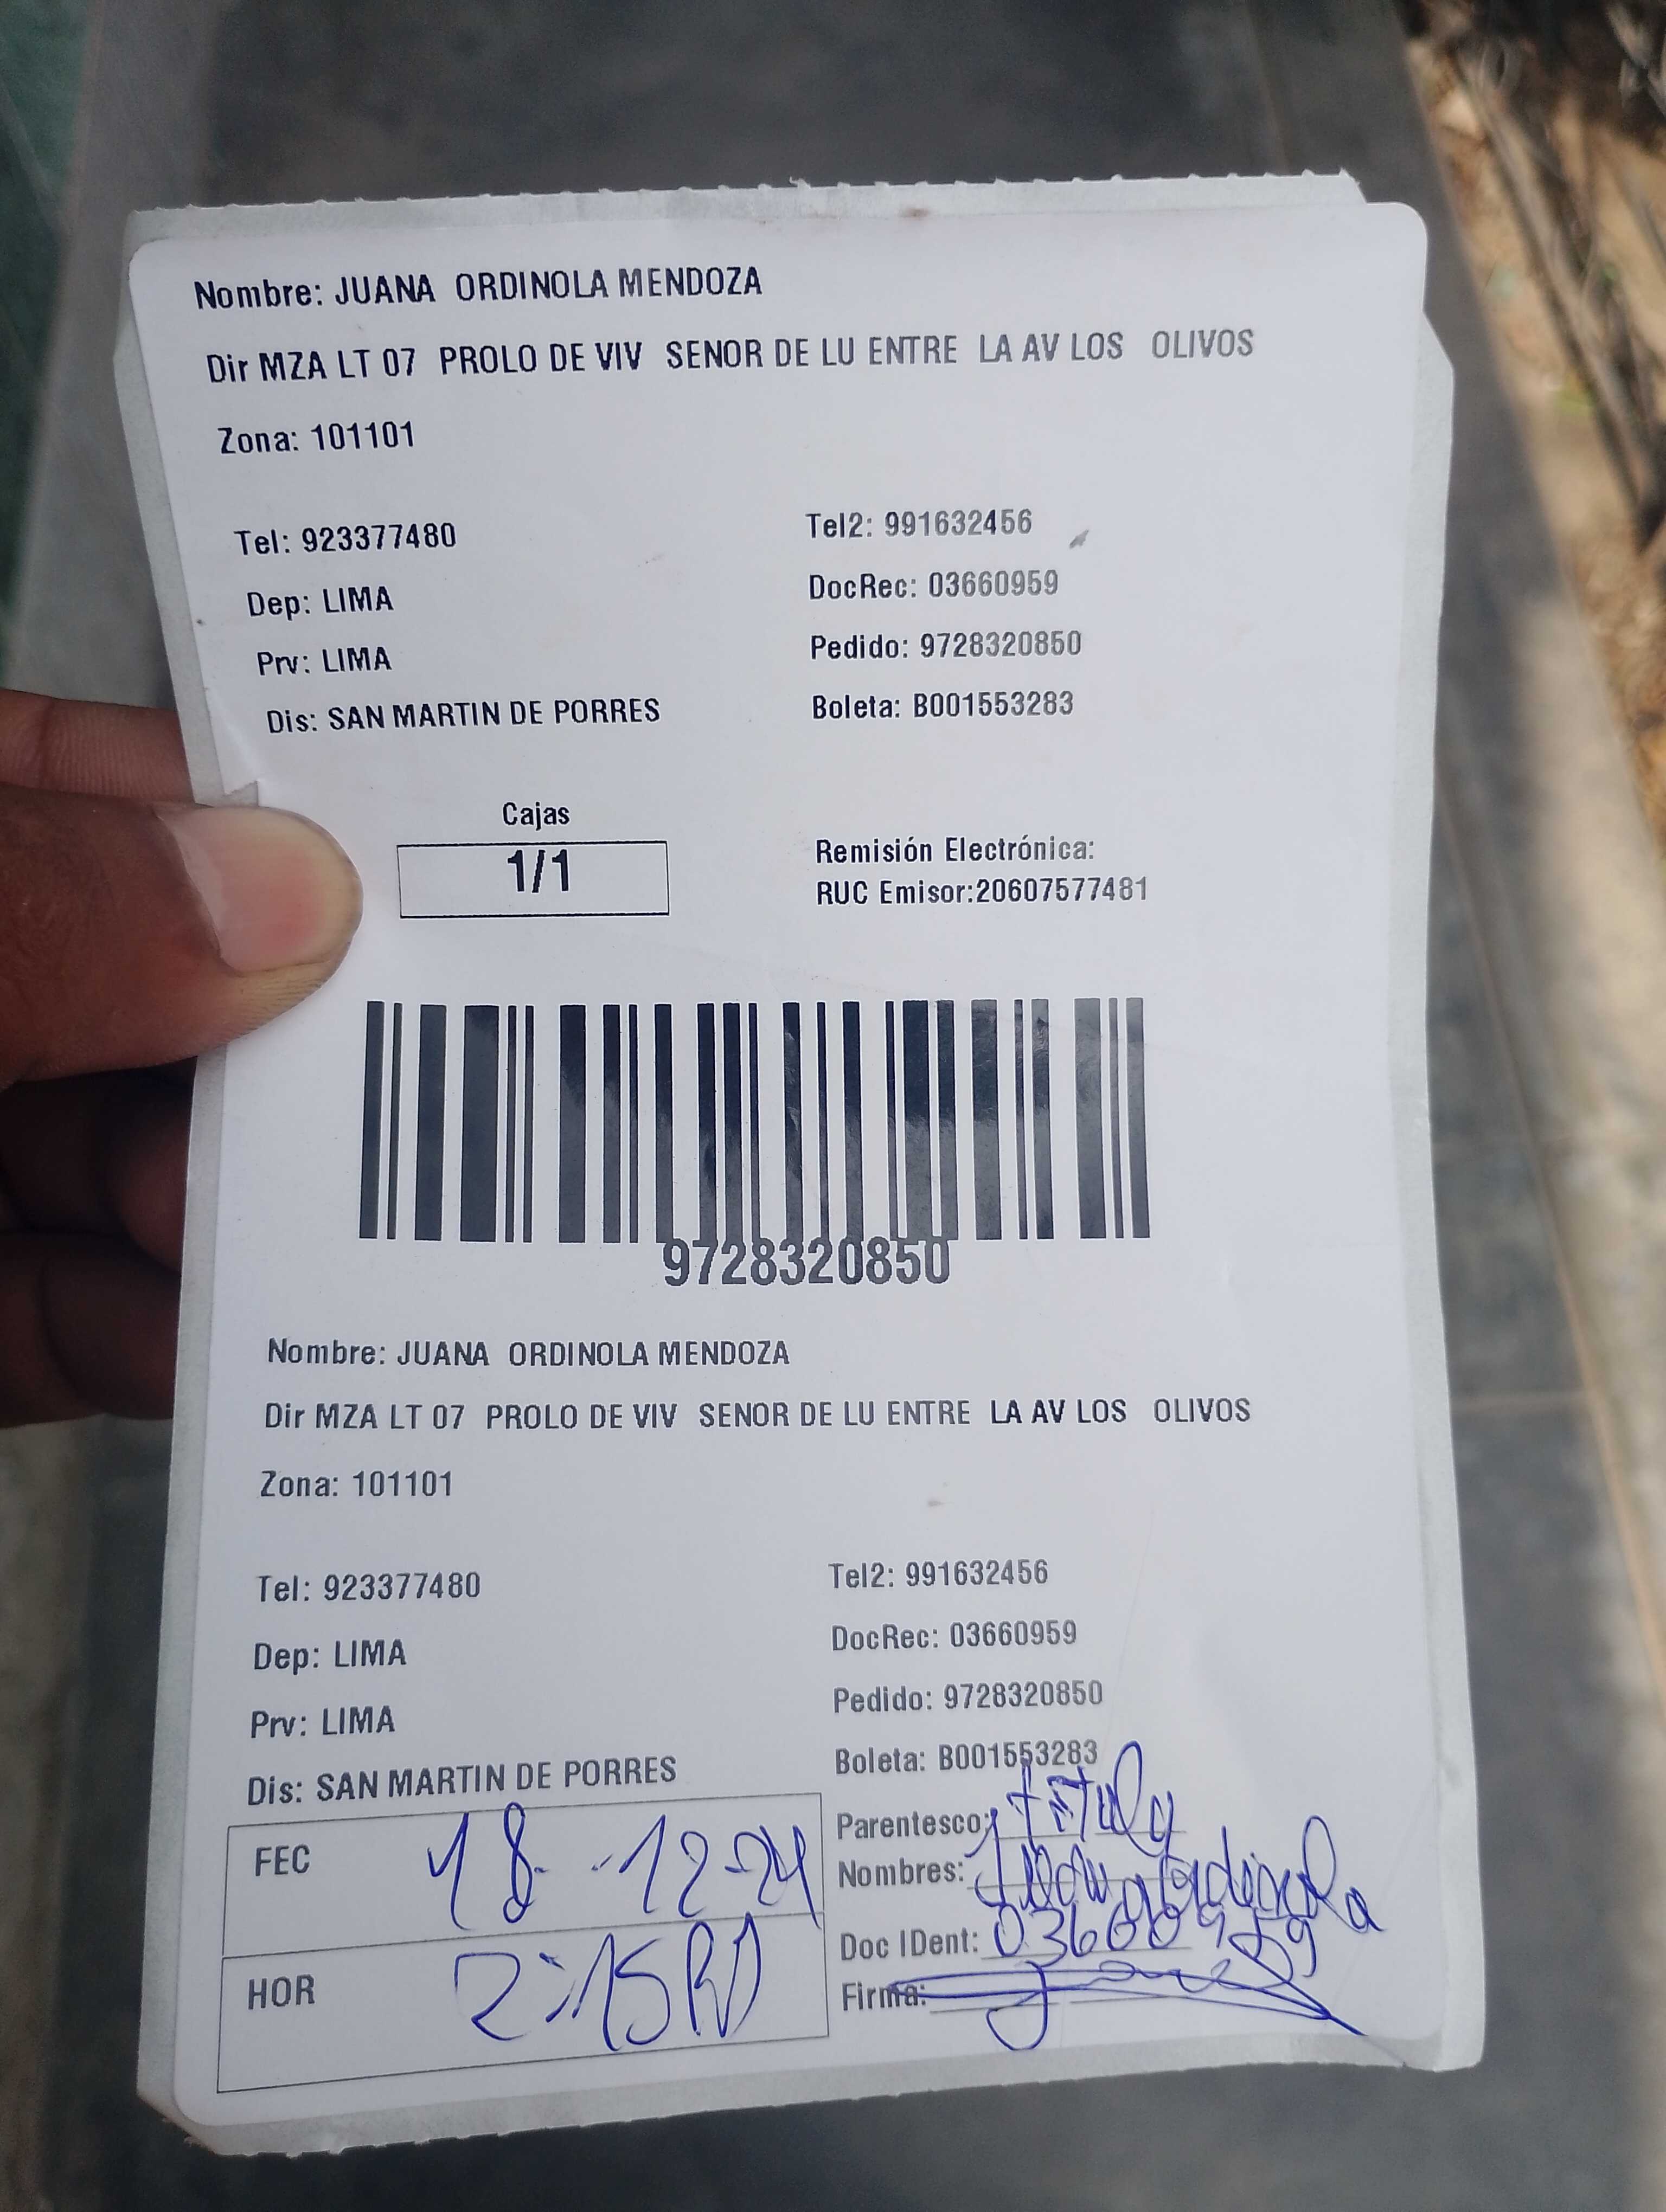 Nombre: JUANA ORDINOLA MENDOZA
Dir MZA LT 07 PROLO DE VIV SENOR DE LU ENTRE LA AV LOS OLIVOS
Zona: 101101
Tel: 923377480 Tel2: 991632456
Dep: LIMA DocRec: 03660959
Prv: LIMA Pedido: 9728320850
Dis: SAN MARTIN DE PORRES Boleta: B001553283
Cajas
1/1
Remisión Electrónica:
RUC Emisor:20607577481
9728320850
Nombre: JUANA ORDINOLA MENDOZA
Dir MZA LT 07 PROLO DE VIV SENOR DE LU ENTRE LA AV LOS OLIVOS
Zona: 101101
Tel: 923377480 Tel2: 991632456
Dep: LIMA DocRec: 03660959
Prv: LIMA Pedido: 9728320850
Dis: SAN MARTIN DE PORRES Boleta: B001553283
FEC 18-12-24
HOR 2:15
Parentesco:
Nombres: Ordinola
Doc IDent: 03660959
Firma: